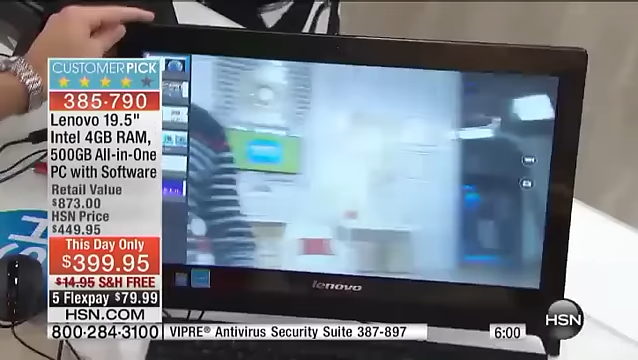 CUSTOMERPICK
385-790
Lenovo 19.5"
Intel 4GB RAM,
500GB All-in-One
PC with Software
Retail Value
$873.00
HSN Price
$449.95
This Day Only
$399.95
$14.95 S&H FREE
5 Flexpay $79.99
HSN.COM
800-284-3100
VIPRE® Antivirus Security Suite 387-897
6:00
HSN
lenovo
SH